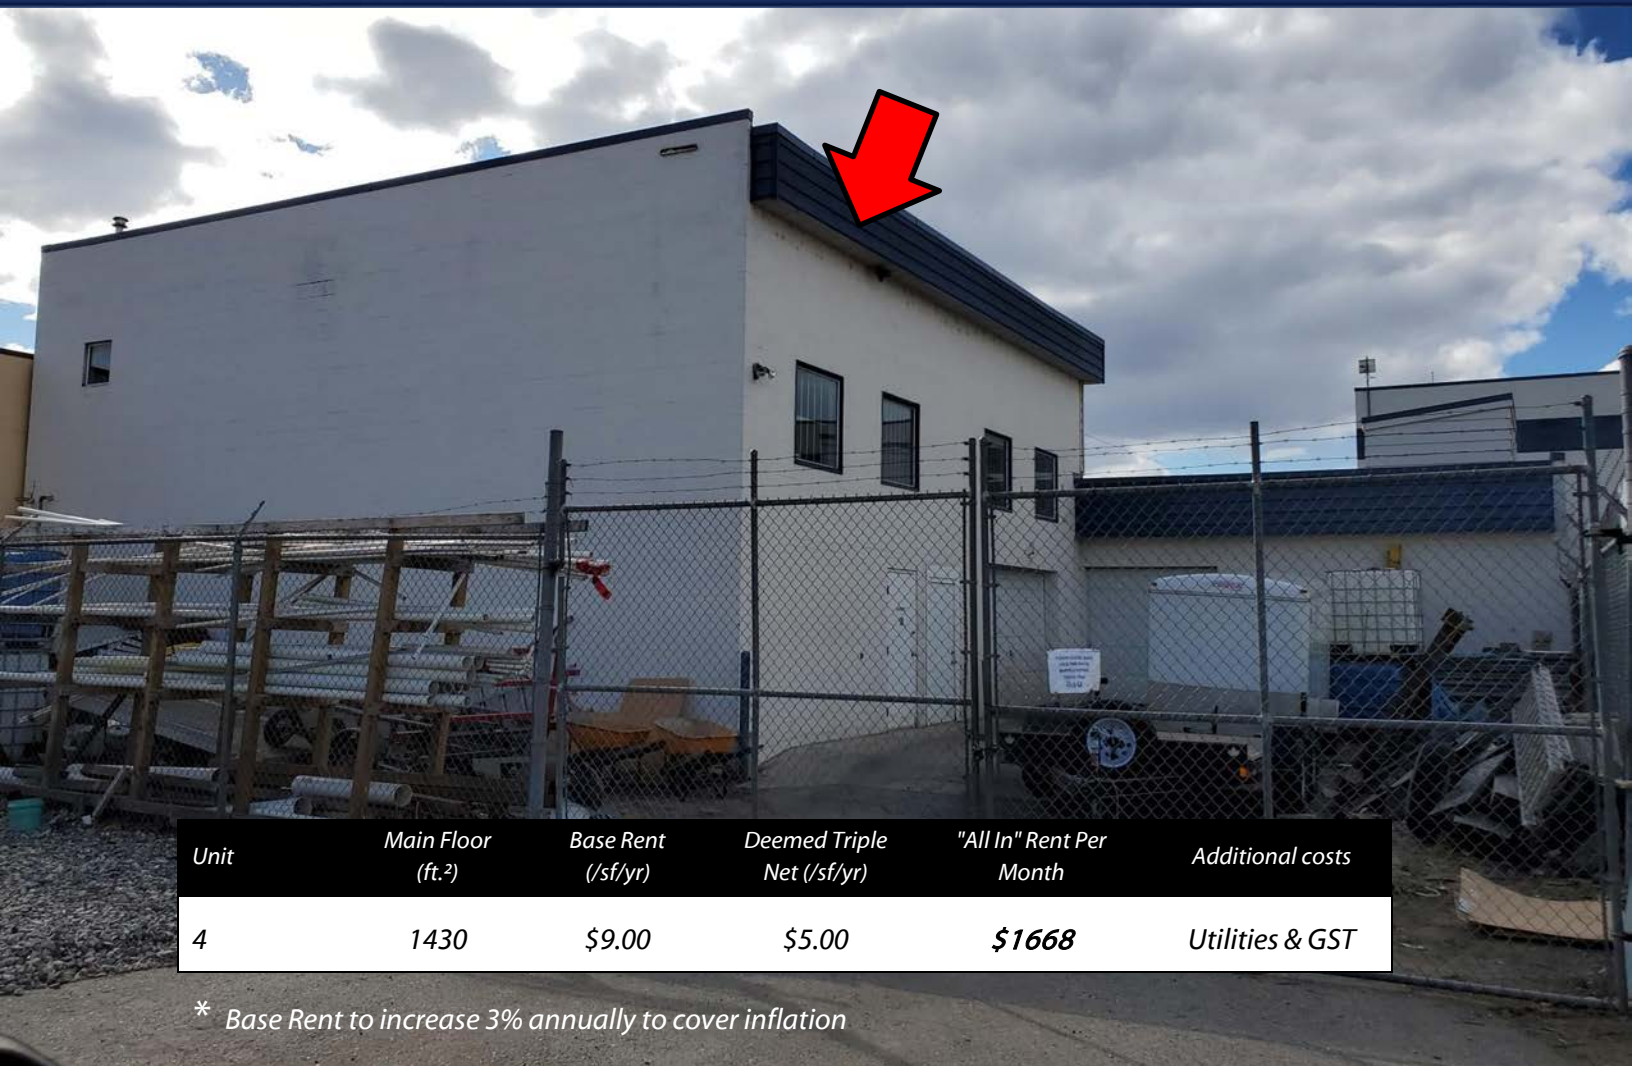 Unit
Main Floor
(ft.²)
Base Rent
(/sf/yr)
Deemed Triple
Net (/sf/yr)
"All In" Rent Per
Month
Additional costs
4
1430
$9.00
$5.00
$1668
Utilities & GST
* Base Rent to increase 3% annually to cover inflation